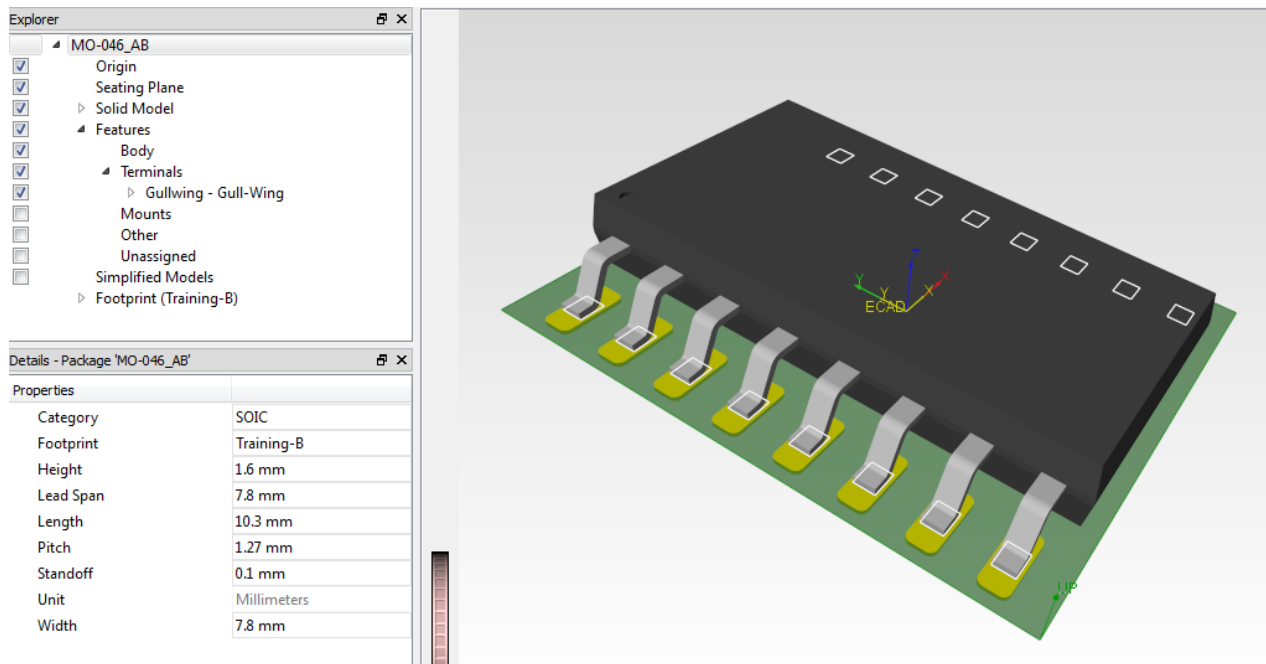 Explorer
MO-046_AB
Origin
Seating Plane
Solid Model
Features
Body
Terminals
Gullwing - Gull-Wing
Mounts
Other
Unassigned
Simplified Models
Footprint (Training-B)
Details - Package 'MO-046_AB'
Properties
Category SOIC
Footprint Training-B
Height 1.6 mm
Lead Span 7.8 mm
Length 10.3 mm
Pitch 1.27 mm
Standoff 0.1 mm
Unit Millimeters
Width 7.8 mm
Z
X
Y
Y
X
ECAD
UP